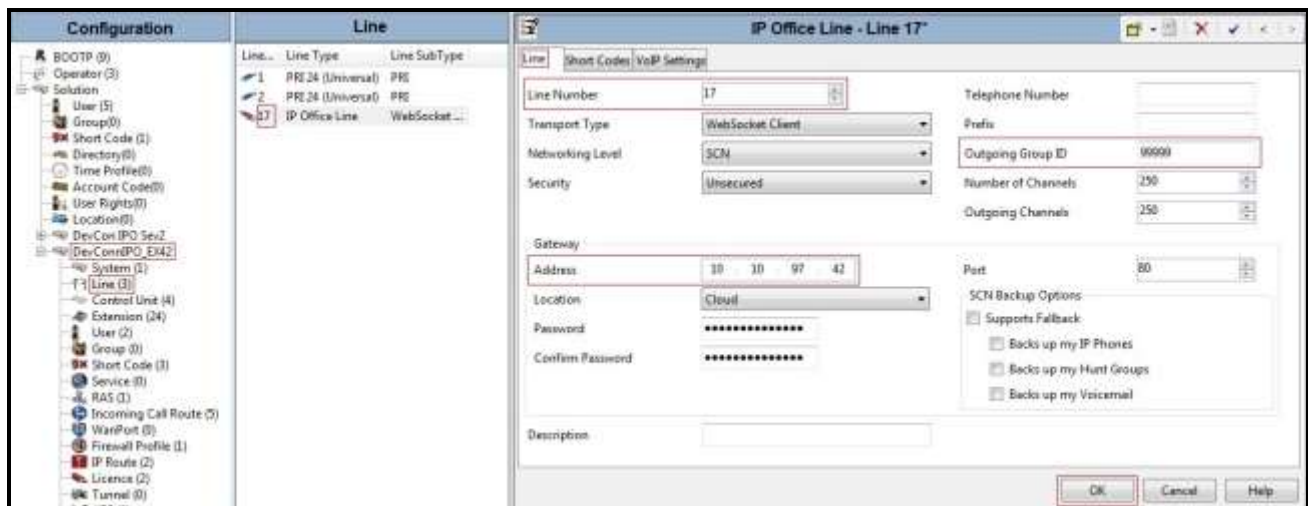 Configuration
BOOTP (9)
Operator (3)
Solution
User (5)
Group(0)
Short Code (1)
Directory(0)
Time Profile(0)
Account Code(0)
User Rights(0)
Location(0)
DevCon IPO Sev2
DevConnIPO_EX42
System (1)
Line (3)
Control Unit (4)
Extension (24)
User (2)
Group (0)
Short Code (3)
Service (0)
RAS (1)
Incoming Call Route (5)
WanPort (0)
Firewall Profile (1)
IP Route (2)
Licence (2)
Tunnel (0)
Line
Line... Line Type Line SubType
1 PRI 24 (Universal) PRI
2 PRI 24 (Universal) PRI
17 IP Office Line WebSocket ...
IP Office Line - Line 17*
Line Short Codes VoIP Settings
Line Number 17
Transport Type WebSocket Client
Networking Level SCN
Security Unsecured
Telephone Number
Prefix
Outgoing Group ID 99999
Number of Channels 250
Outgoing Channels 250
Gateway
Address 10 . 10 . 97 . 42
Location Cloud
Password ••••••••••••••
Confirm Password ••••••••••••••
Port 80
SCN Backup Options
Supports Fallback
Backs up my IP Phones
Backs up my Hunt Groups
Backs up my Voicemail
Description
OK Cancel Help